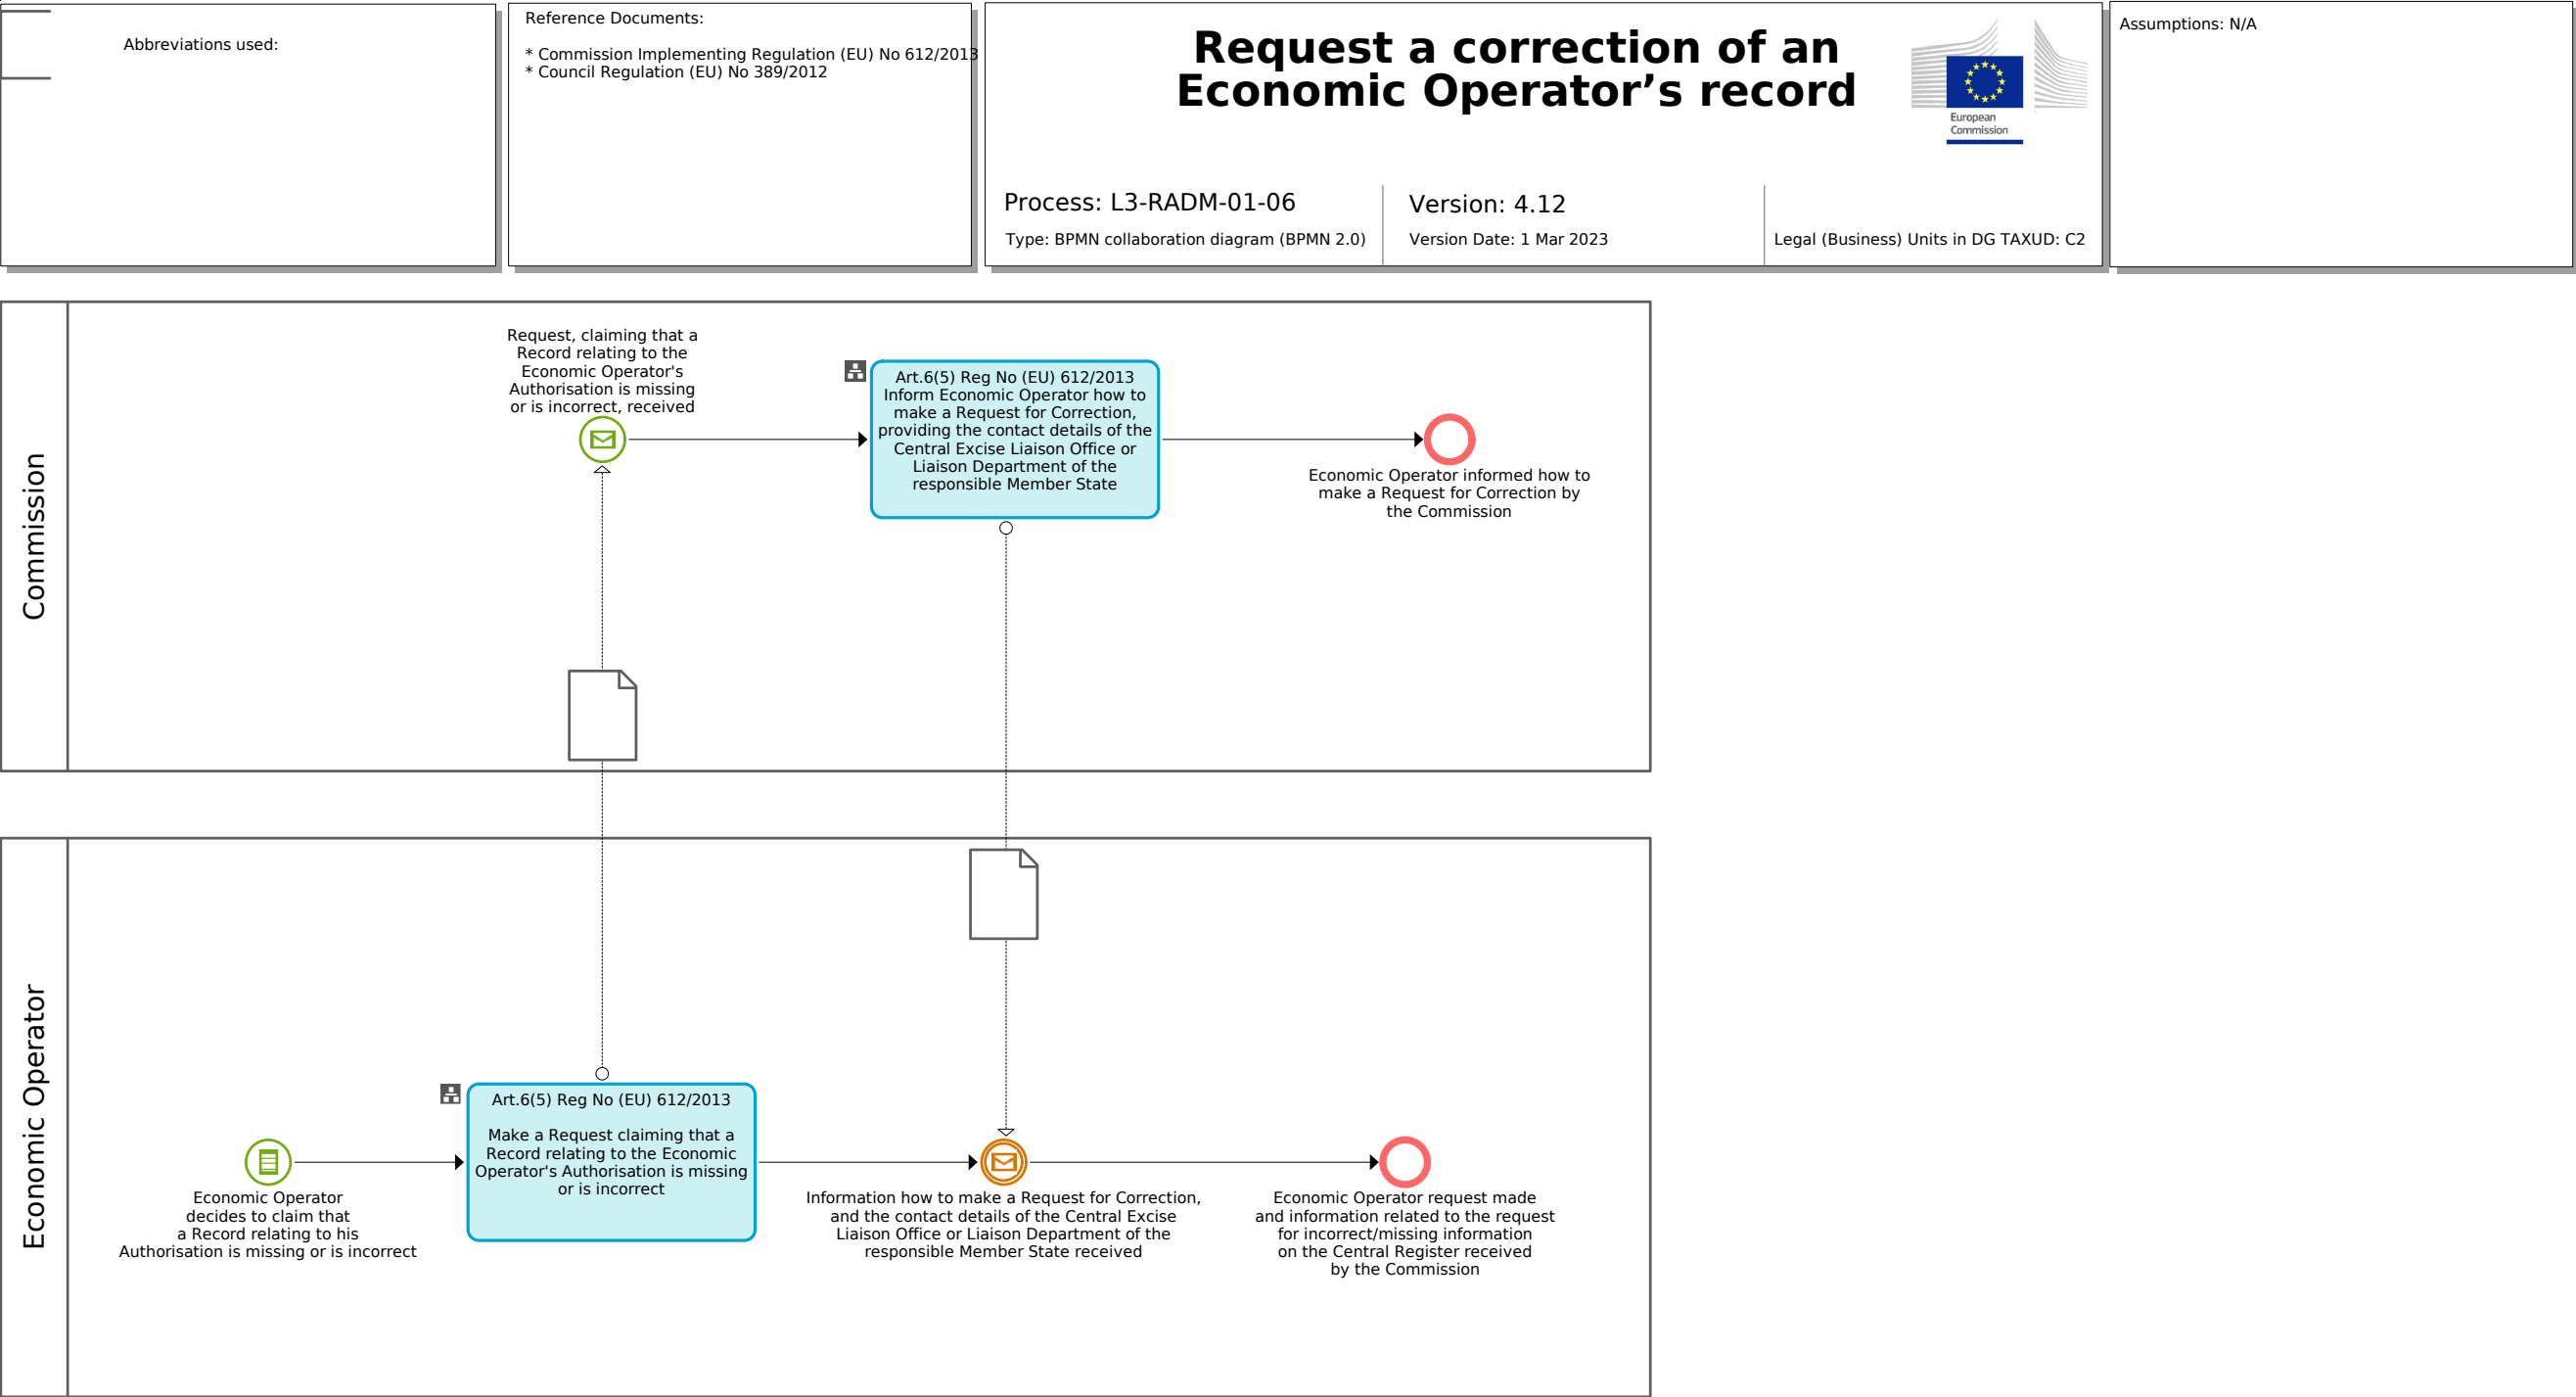 Abbreviations used:
Reference Documents:
* Commission Implementing Regulation (EU) No 612/2013
* Council Regulation (EU) No 389/2012
Request a correction of an
Economic Operator’s record
European
Commission
Process: L3-RADM-01-06
Version: 4.12
Type: BPMN collaboration diagram (BPMN 2.0)
Version Date: 1 Mar 2023
Legal (Business) Units in DG TAXUD: C2
Assumptions: N/A
Commission
Request, claiming that a
Record relating to the
Economic Operator's
Authorisation is missing
or is incorrect, received
Art.6(5) Reg No (EU) 612/2013
Inform Economic Operator how to
make a Request for Correction,
providing the contact details of the
Central Excise Liaison Office or
Liaison Department of the
responsible Member State
Economic Operator informed how to
make a Request for Correction by
the Commission
Economic Operator
Economic Operator
decides to claim that
a Record relating to his
Authorisation is missing or is incorrect
Art.6(5) Reg No (EU) 612/2013
Make a Request claiming that a
Record relating to the Economic
Operator's Authorisation is missing
or is incorrect
Information how to make a Request for Correction,
and the contact details of the Central Excise
Liaison Office or Liaison Department of the
responsible Member State received
Economic Operator request made
and information related to the request
for incorrect/missing information
on the Central Register received
by the Commission